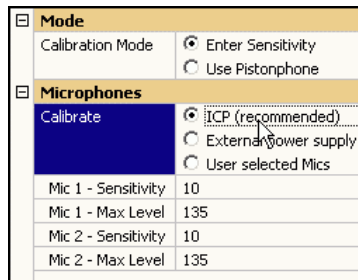 Mode
Calibration Mode
Enter Sensitivity
Use Pistonphone
Microphones
Calibrate
ICP (recommended)
External power supply
User selected Mics
Mic 1 - Sensitivity 10
Mic 1 - Max Level 135
Mic 2 - Sensitivity 10
Mic 2 - Max Level 135